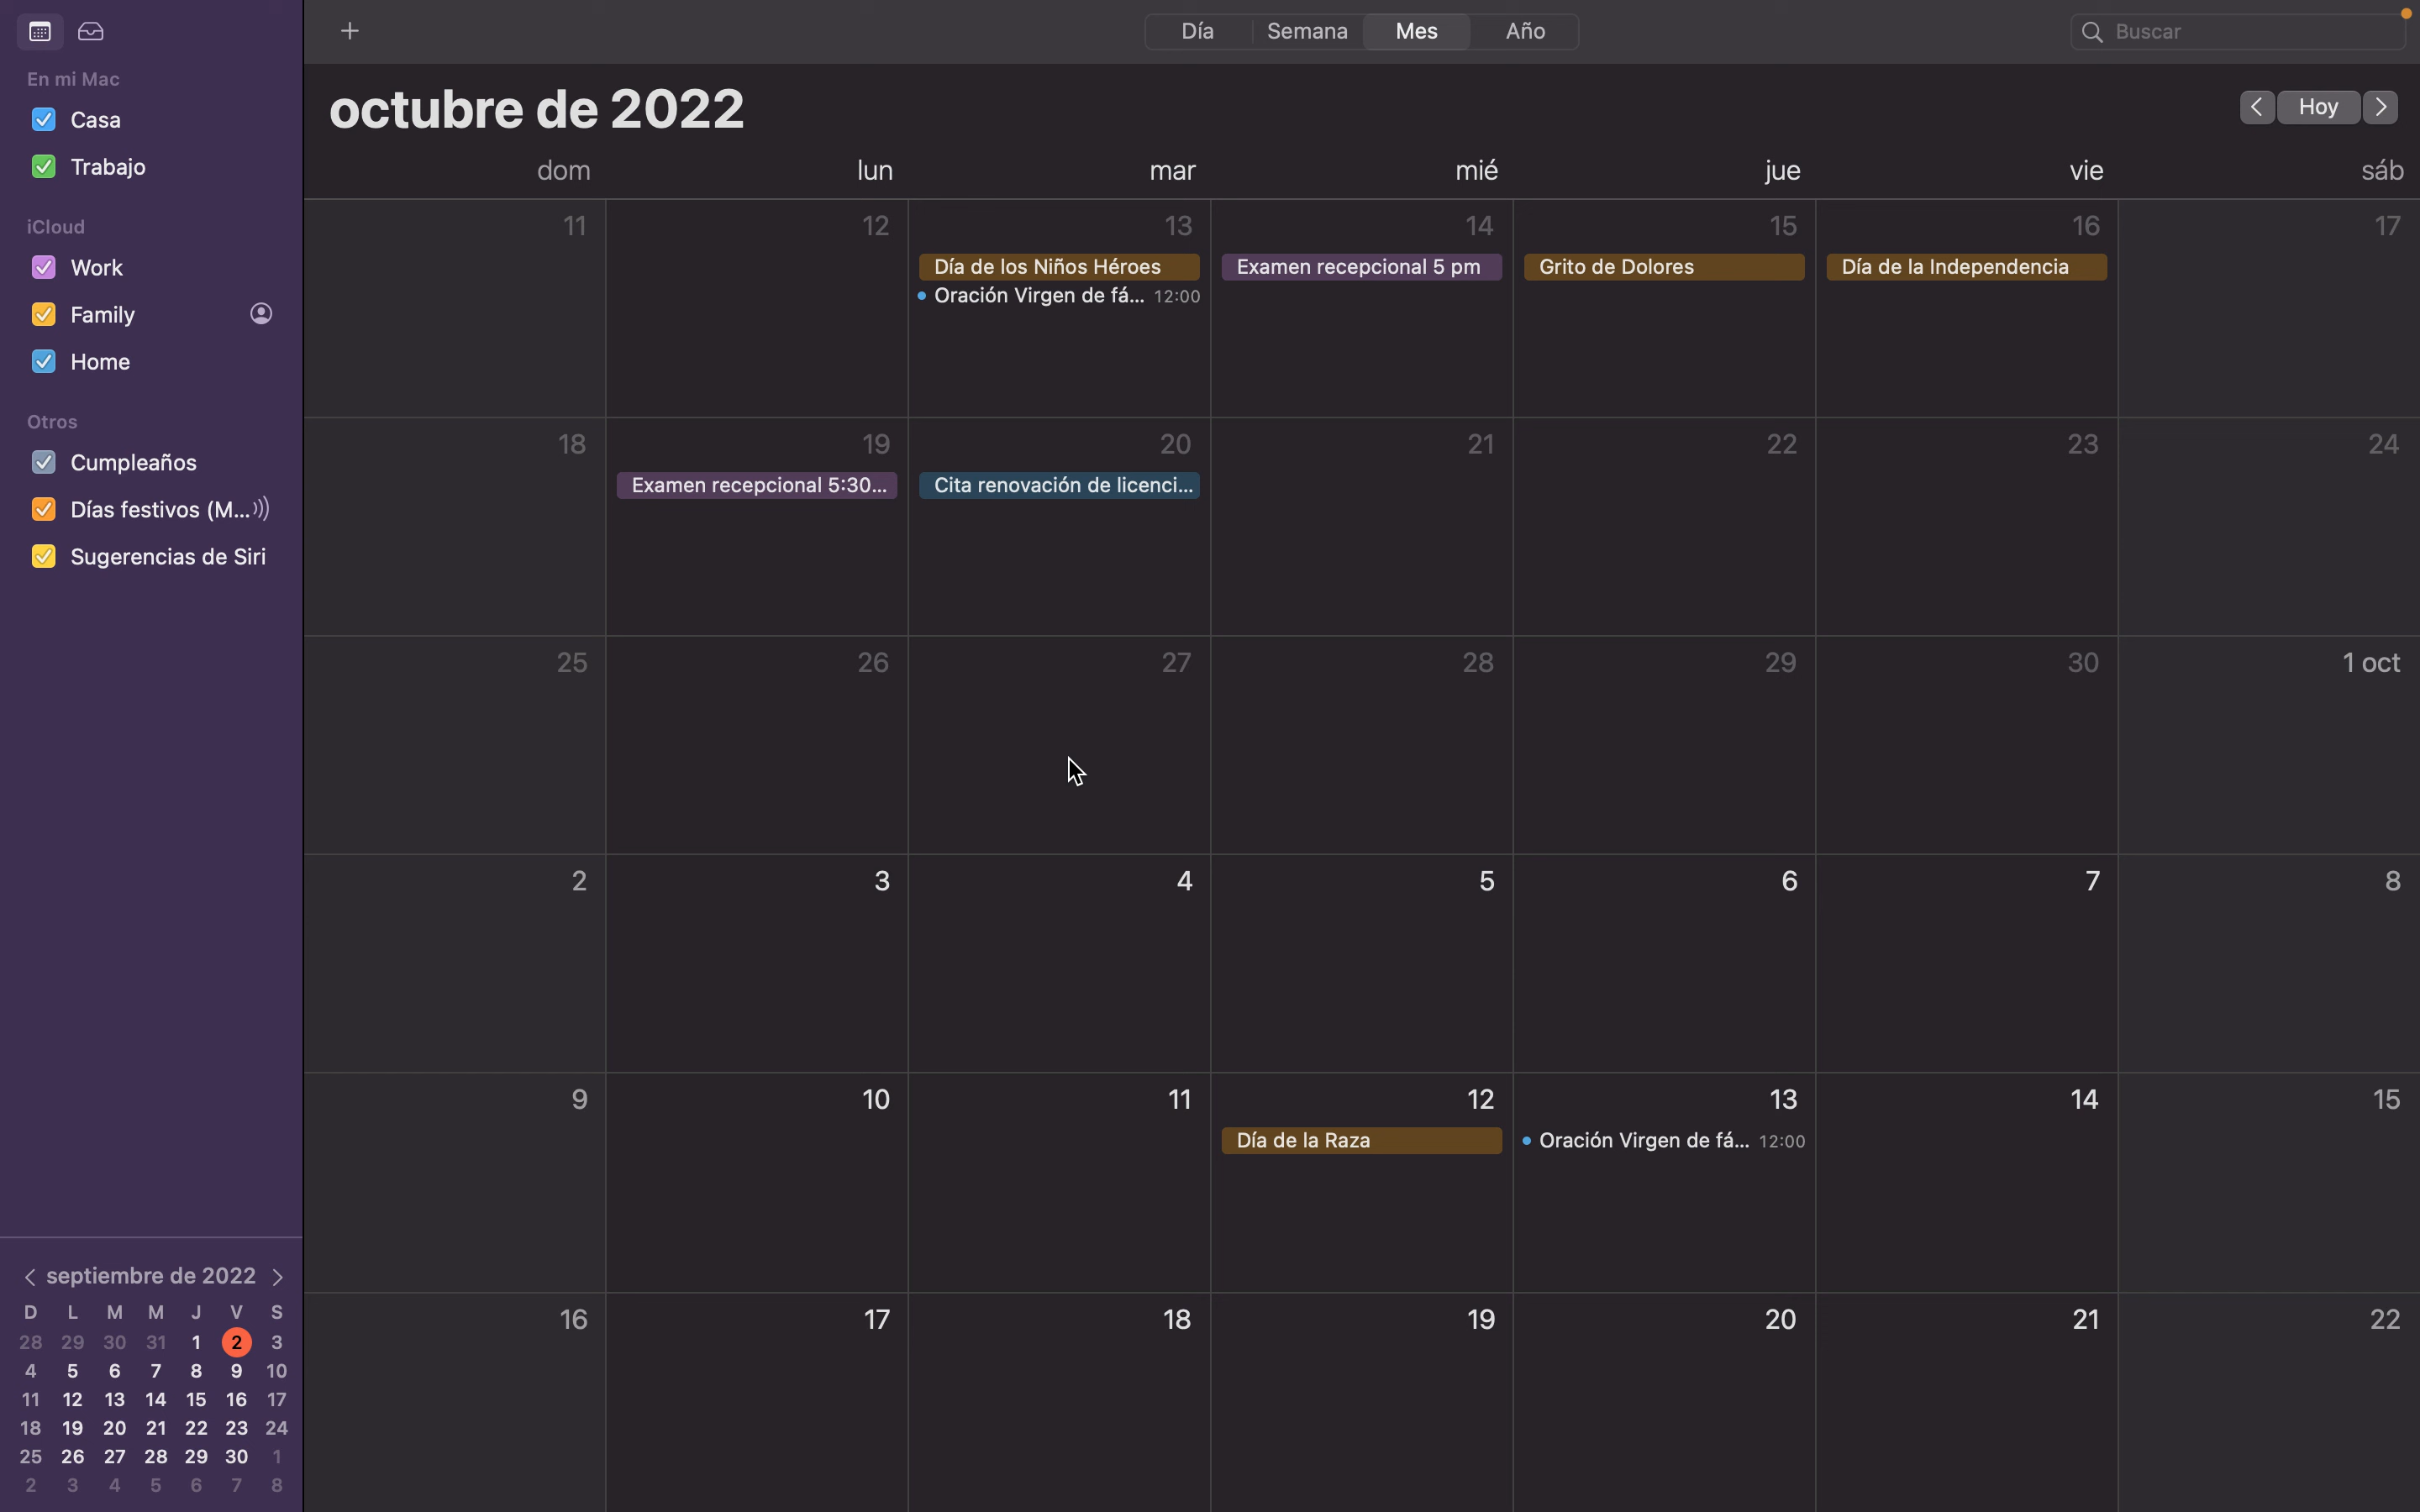 Día Semana Mes Año
Buscar
En mi Mac
Casa
Trabajo
iCloud
Work
Family
Home
Otros
Cumpleaños
Días festivos (M...
Sugerencias de Siri
septiembre de 2022
D L M M J V S
28 29 30 31 1 2 3
4 5 6 7 8 9 10
11 12 13 14 15 16 17
18 19 20 21 22 23 24
25 26 27 28 29 30 1
2 3 4 5 6 7 8
octubre de 2022
Hoy
dom lun mar mié jue vie sáb
11 12 13 14 15 16 17
Día de los Niños Héroes Examen recepcional 5 pm Grito de Dolores Día de la Independencia
Oración Virgen de fá... 12:00
18 19 20 21 22 23 24
Examen recepcional 5:30... Cita renovación de licenci...
25 26 27 28 29 30 1 oct
2 3 4 5 6 7 8
9 10 11 12 13 14 15
Día de la Raza Oración Virgen de fá... 12:00
16 17 18 19 20 21 22